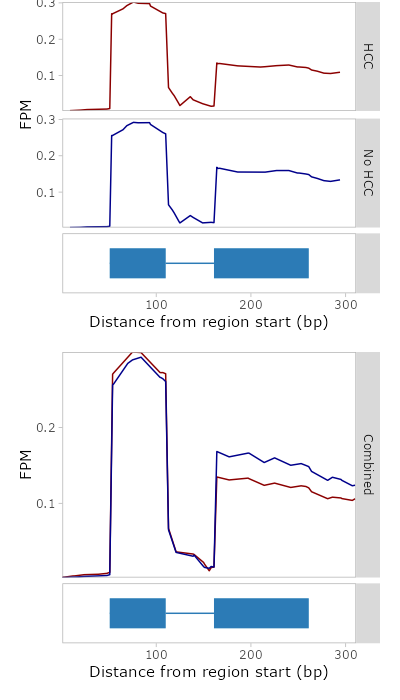 0.3
0.2
0.1
HCC
FPM
0.3
0.2
0.1
No HCC
100 200 300
Distance from region start (bp)
0.2
0.1
FPM
Combined
100 200 300
Distance from region start (bp)